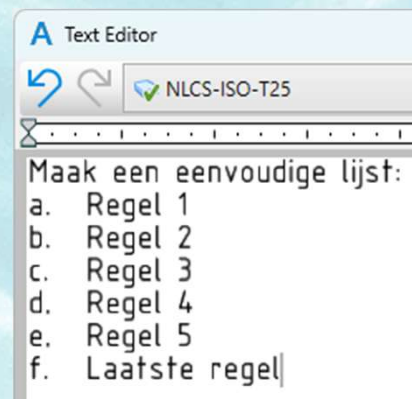 A Text Editor
NLCS-ISO-T25
Maak een eenvoudige lijst:
a. Regel 1
b. Regel 2
c. Regel 3
d. Regel 4
e. Regel 5
f. Laatste regel